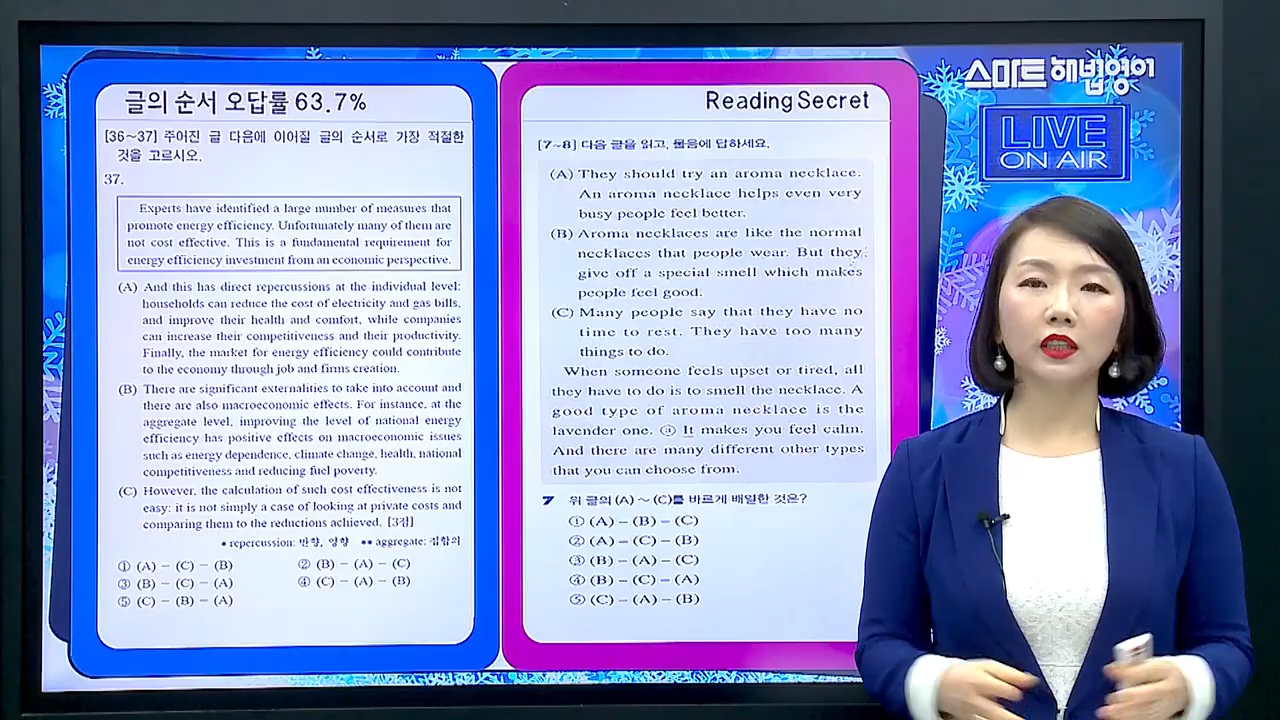 글의 순서 오답률 63.7%
[36~37] 주어진 글 다음에 이어질 글의 순서로 가장 적절한
것을 고르시오.
37.
Experts have identified a large number of measures that
promote energy efficiency. Unfortunately many of them are
not cost effective. This is a fundamental requirement for
energy efficiency investment from an economic perspective.
(A) And this has direct repercussions at the individual level:
households can reduce the cost of electricity and gas bills,
and improve their health and comfort, while companies
can increase their competitiveness and their productivity.
Finally, the market for energy efficiency could contribute
to the economy through job and firms creation.
(B) There are significant externalities to take into account and
there are also macroeconomic effects. For instance, at the
aggregate level, improving the level of national energy
efficiency has positive effects on macroeconomic issues
such as energy dependence, climate change, health, national
competitiveness and reducing fuel poverty.
(C) However, the calculation of such cost effectiveness is not
easy: it is not simply a case of looking at private costs and
comparing them to the reductions achieved. [3점]
* repercussion: 반향, 영향 ** aggregate: 집합의
① (A) - (C) - (B) ② (B) - (A) - (C)
③ (B) - (C) - (A) ④ (C) - (A) - (B)
⑤ (C) - (B) - (A)
Reading Secret
[7~8] 다음 글을 읽고, 물음에 답하세요.
(A) They should try an aroma necklace.
An aroma necklace helps even very
busy people feel better.
(B) Aroma necklaces are like the normal
necklaces that people wear. But they
give off a special smell which makes
people feel good.
(C) Many people say that they have no
time to rest. They have too many
things to do.
When someone feels upset or tired, all
they have to do is to smell the necklace. A
good type of aroma necklace is the
lavender one. ⓐ It makes you feel calm.
And there are many different other types
that you can choose from.
7 위 글의 (A) ~ (C)를 바르게 배열한 것은?
① (A) - (B) - (C)
② (A) - (C) - (B)
③ (B) - (A) - (C)
④ (B) - (C) - (A)
⑤ (C) - (A) - (B)
스마트 해법영어
LIVE
ON AIR